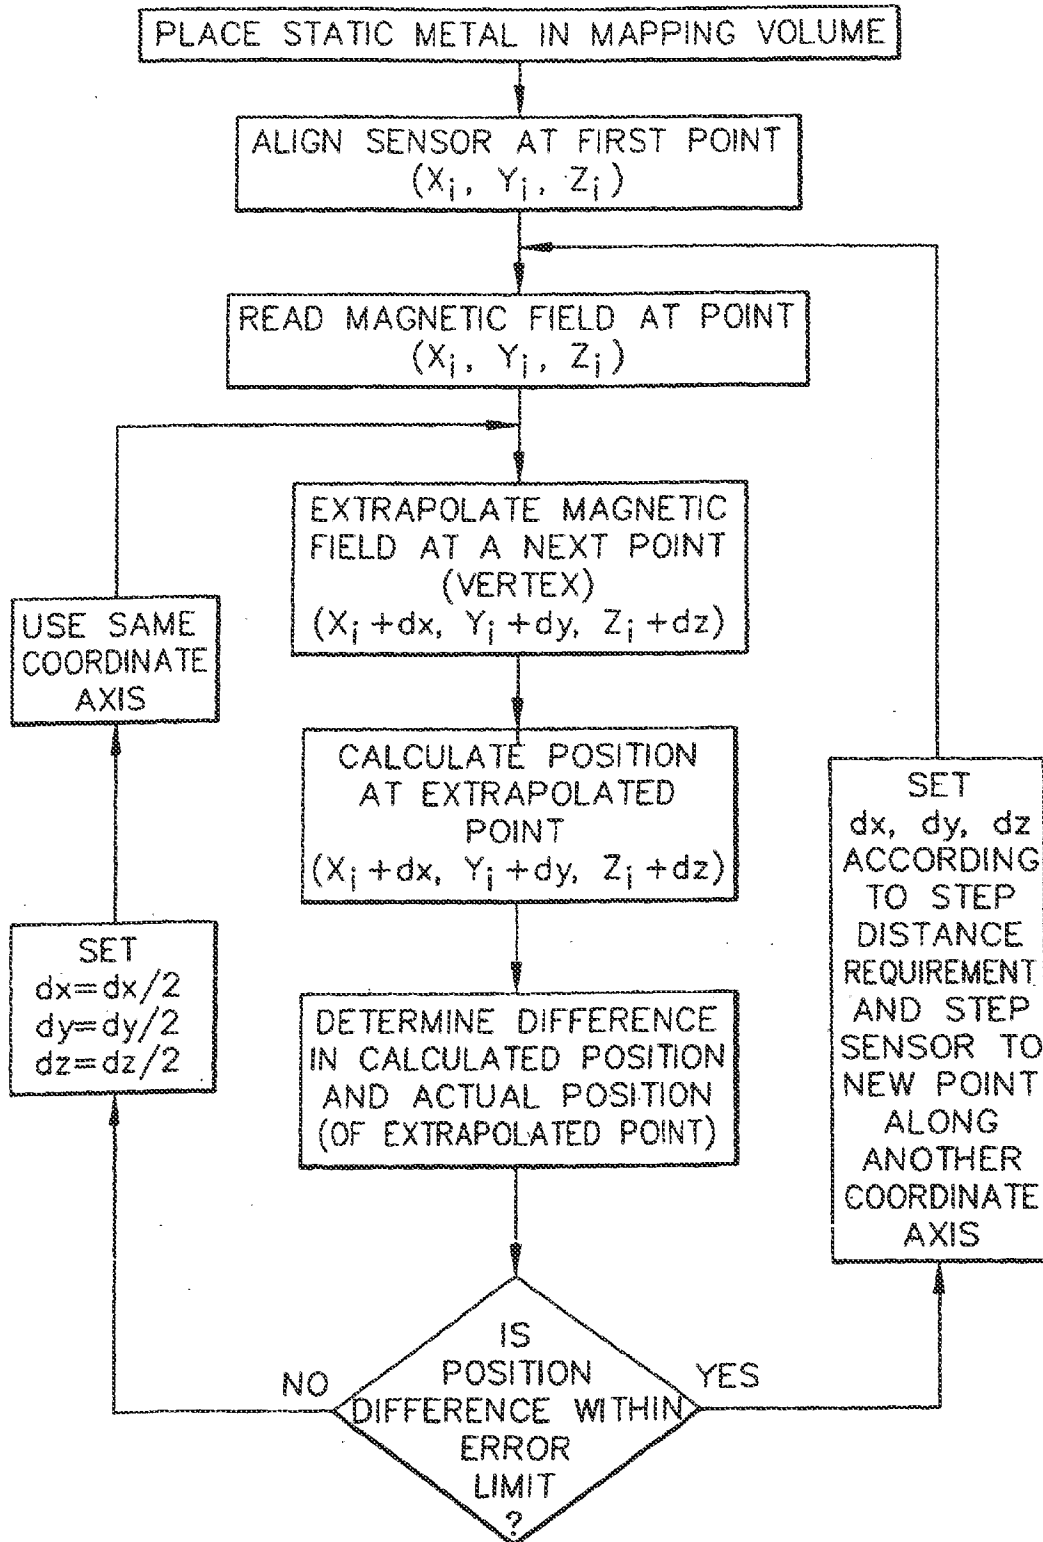 PLACE STATIC METAL IN MAPPING VOLUME
ALIGN SENSOR AT FIRST POINT
(Xi, Yi, Zi)
READ MAGNETIC FIELD AT POINT
(Xi, Yi, Zi)
EXTRAPOLATE MAGNETIC
FIELD AT A NEXT POINT
(VERTEX)
(Xi+dx, Yi+dy, Zi+dz)
USE SAME
COORDINATE
AXIS
CALCULATE POSITION
AT EXTRAPOLATED
POINT
(Xi+dx, Yi+dy, Zi+dz)
SET
dx, dy, dz
ACCORDING
TO STEP
DISTANCE
REQUIREMENT
AND STEP
SENSOR TO
NEW POINT
ALONG
ANOTHER
COORDINATE
AXIS
SET
dx=dx/2
dy=dy/2
dz=dz/2
DETERMINE DIFFERENCE
IN CALCULATED POSITION
AND ACTUAL POSITION
(OF EXTRAPOLATED POINT)
IS
POSITION
DIFFERENCE WITHIN
ERROR
LIMIT
?
NO
YES